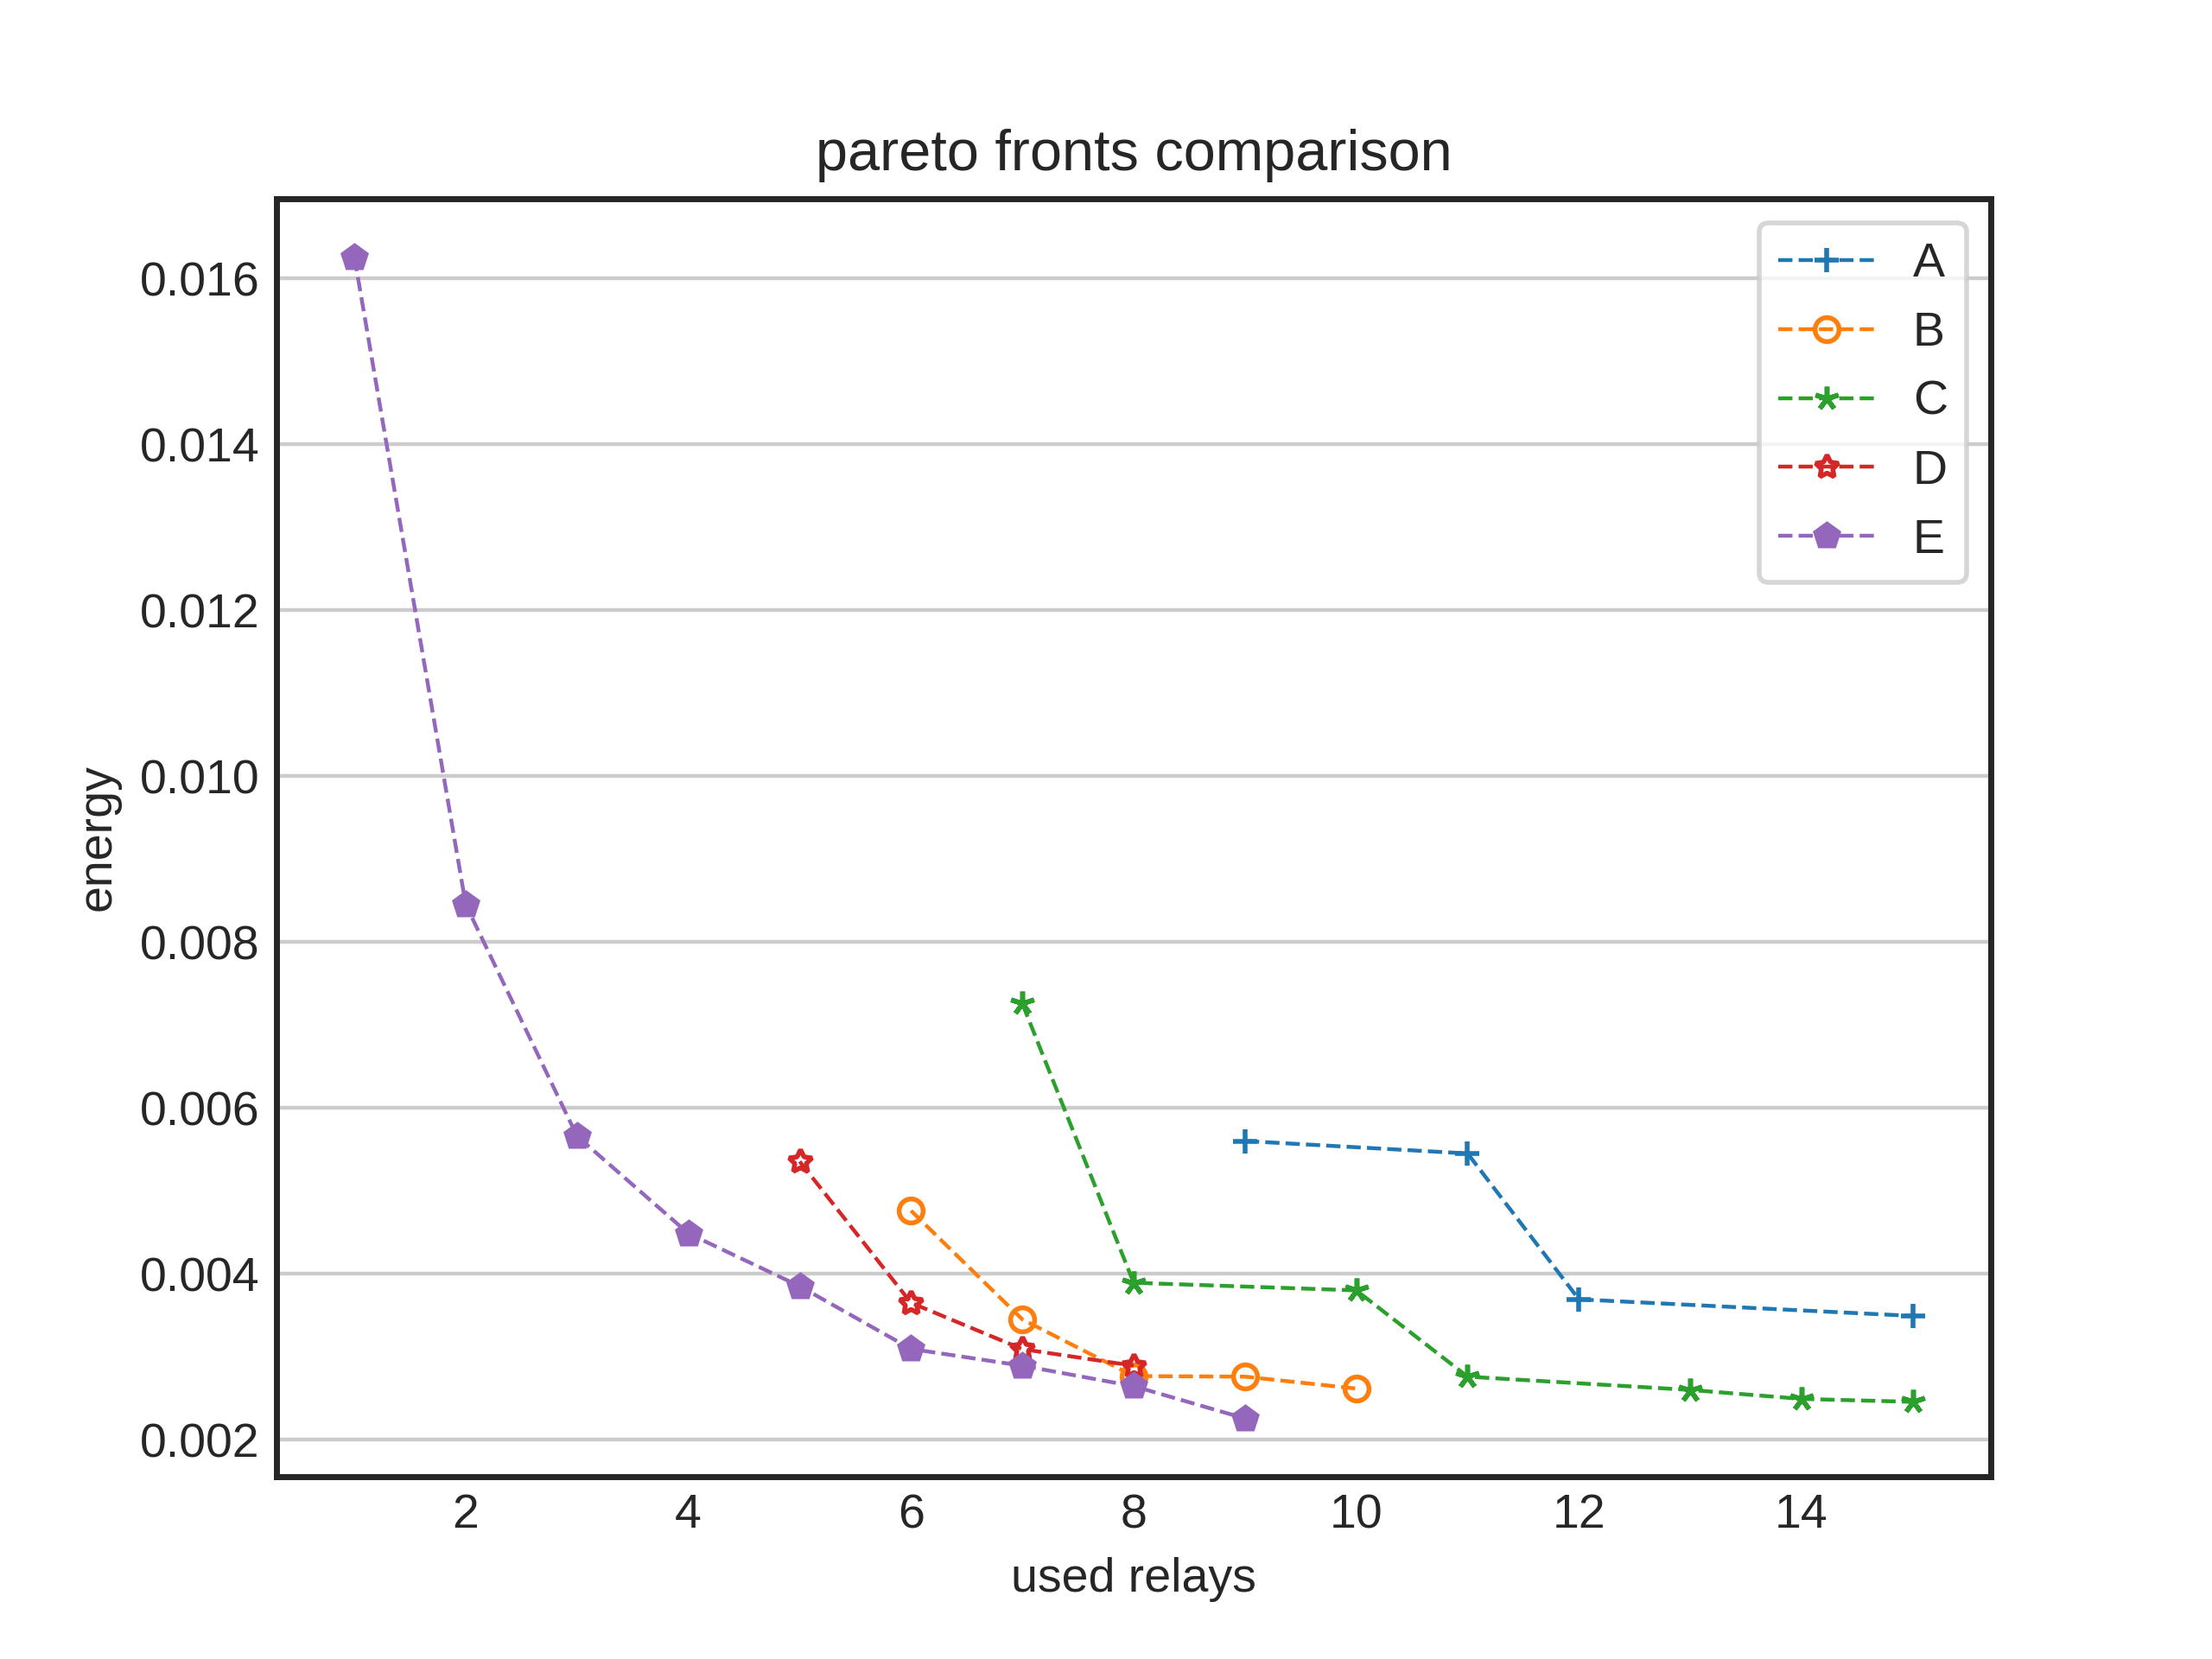 pareto fronts comparison
0.016
0.014
0.012
0.010
0.008
0.006
0.004
0.002
energy
A
B
C
D
E
2 4 6 8 10 12 14
used relays